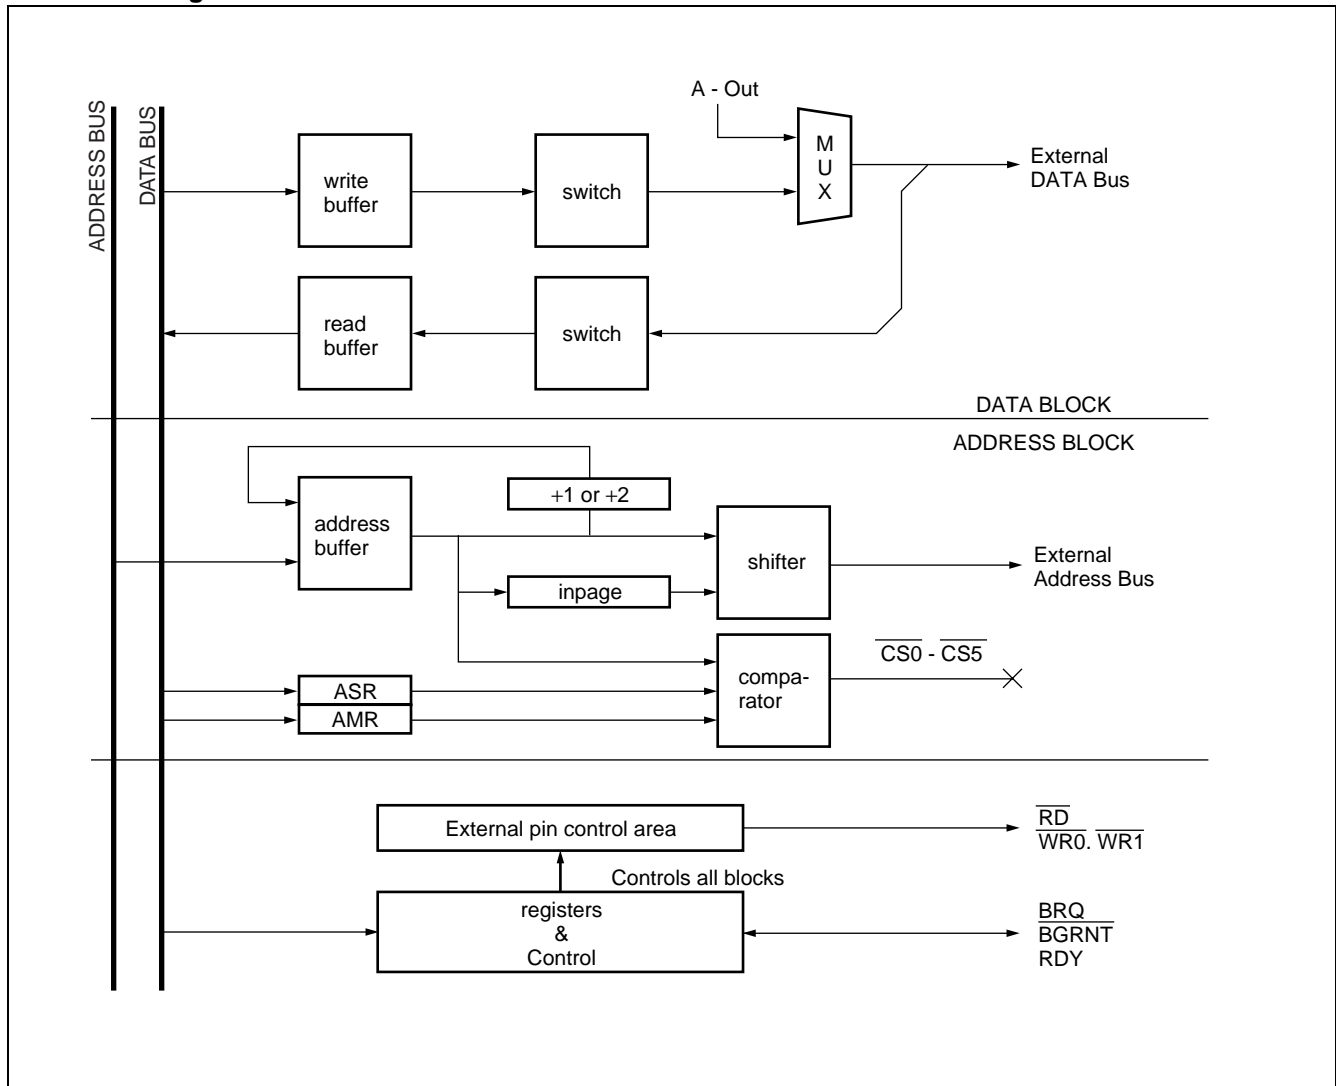 ADDRESS BUS
DATA BUS
A - Out
write
buffer
switch
M
U
X
External
DATA Bus
read
buffer
switch
DATA BLOCK
ADDRESS BLOCK
+1 or +2
address
buffer
shifter
External
Address Bus
inpage
CS0 - CS5
compa-
rator
ASR
AMR
External pin control area
RD
WR0. WR1
Controls all blocks
registers
&
Control
BRQ
BGRNT
RDY